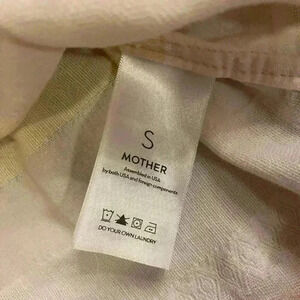 S
MOTHER
Assembled in USA
by both USA and foreign components
DO YOUR OWN LAUNDRY